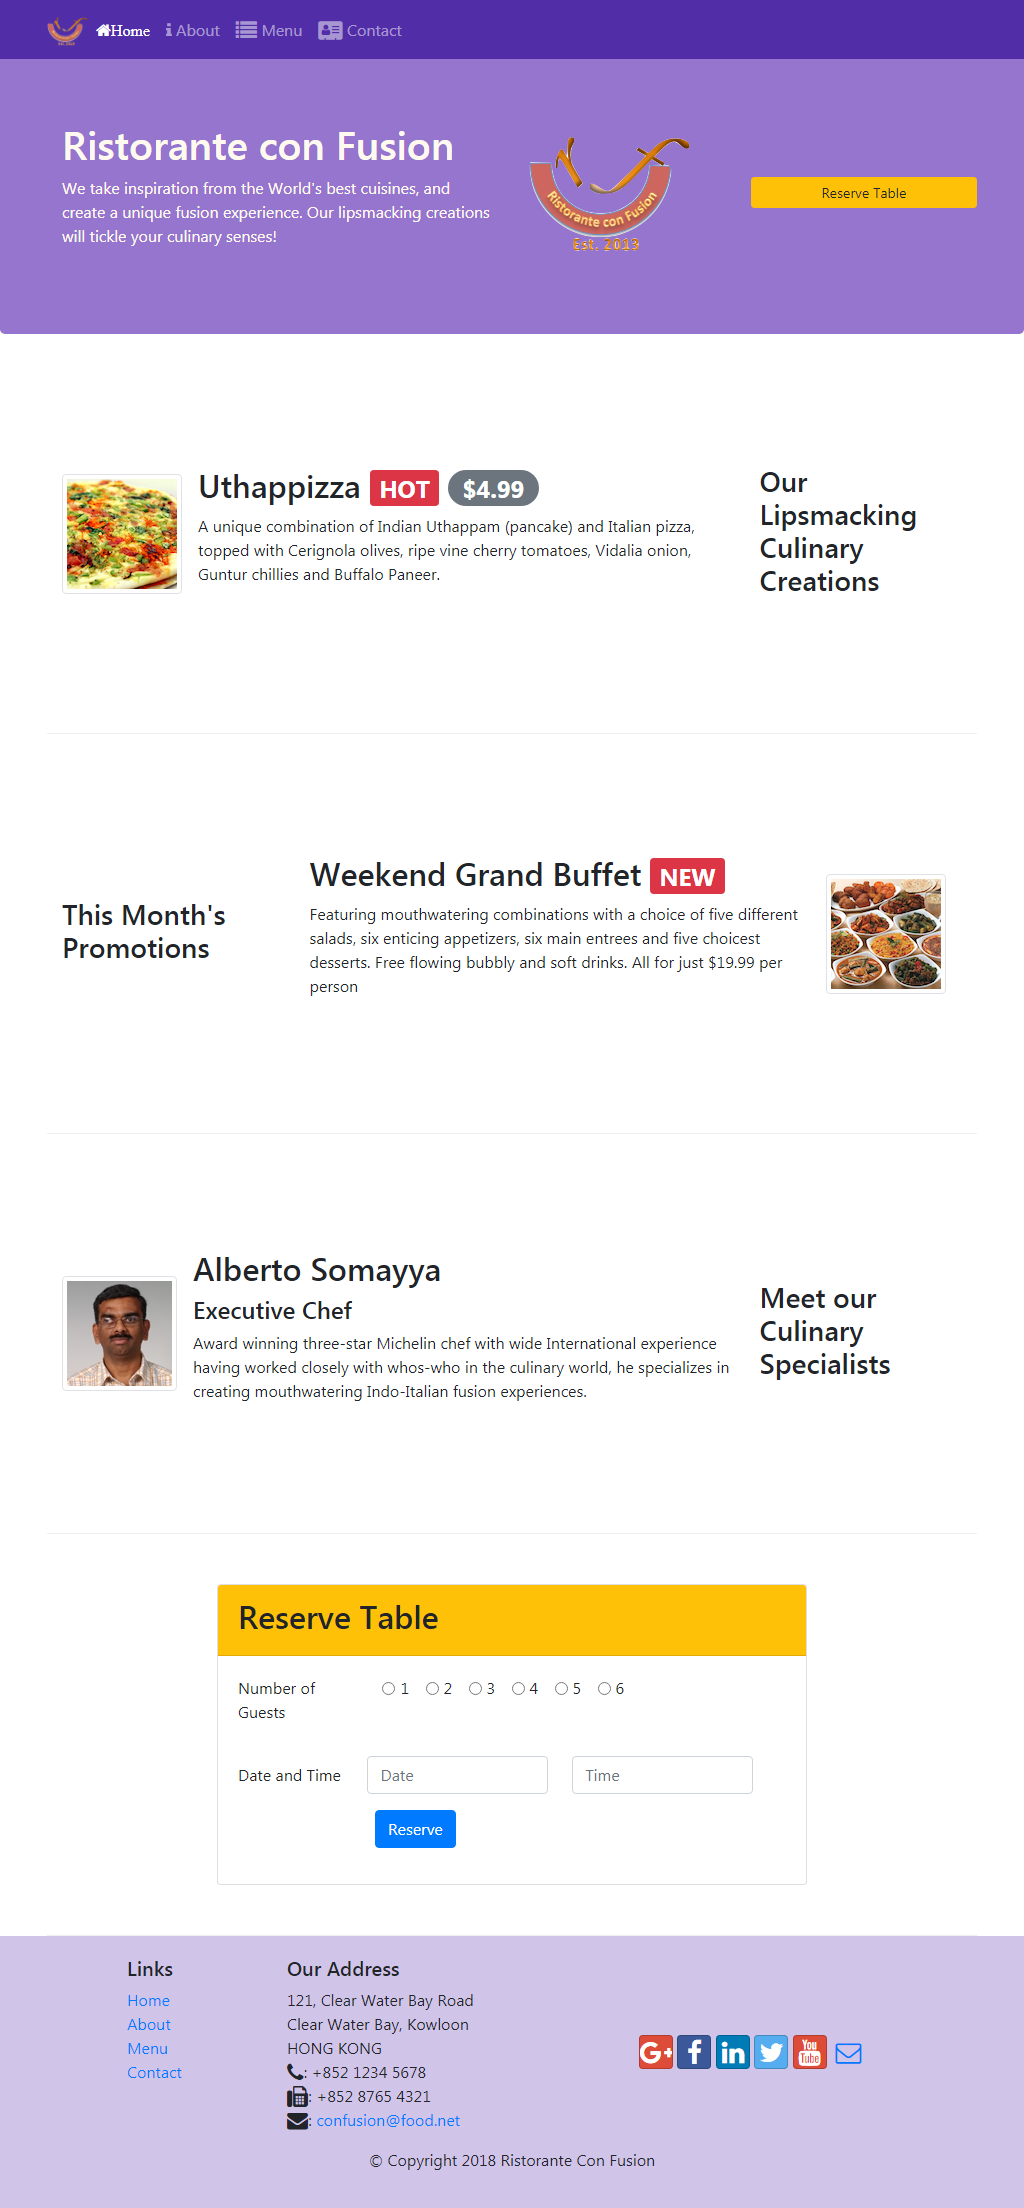 Home About Menu Contact
Ristorante con Fusion
We take inspiration from the World's best cuisines, and
create a unique fusion experience. Our lipsmacking creations
will tickle your culinary senses!
Ristorante con Fusion
Est. 2013
Reserve Table
Uthappizza HOT $4.99
A unique combination of Indian Uthappam (pancake) and Italian pizza,
topped with Cerignola olives, ripe vine cherry tomatoes, Vidalia onion,
Guntur chillies and Buffalo Paneer.
Our
Lipsmacking
Culinary
Creations
This Month's
Promotions
Weekend Grand Buffet NEW
Featuring mouthwatering combinations with a choice of five different
salads, six enticing appetizers, six main entrees and five choicest
desserts. Free flowing bubbly and soft drinks. All for just $19.99 per
person
Alberto Somayya
Executive Chef
Award winning three-star Michelin chef with wide International experience
having worked closely with whos-who in the culinary world, he specializes in
creating mouthwatering Indo-Italian fusion experiences.
Meet our
Culinary
Specialists
Reserve Table
Number of
Guests
1 2 3 4 5 6
Date and Time Date Time
Reserve
Links
Home
About
Menu
Contact
Our Address
121, Clear Water Bay Road
Clear Water Bay, Kowloon
HONG KONG
: +852 1234 5678
: +852 8765 4321
: confusion@food.net
G+ f in You Tube
© Copyright 2018 Ristorante Con Fusion